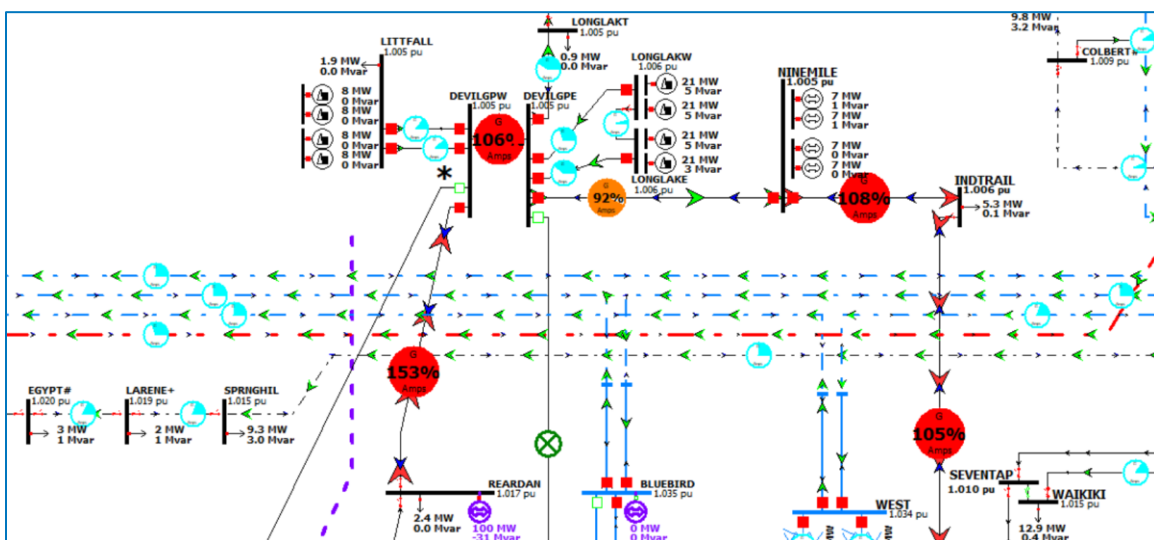 LONGLAKT
1.005 pu
0.9 MW
0.0 Mvar
LITTFALL
1.005 pu
1.9 MW
0.0 Mvar
8 MW
0 Mvar
8 MW
0 Mvar
8 MW
0 Mvar
8 MW
0 Mvar
DEVILGPW
1.005 pu
G
106%
Amps
DEVILGPE
1.005 pu
LONGLAKW
1.006 pu
21 MW
5 Mvar
21 MW
5 Mvar
21 MW
5 Mvar
21 MW
3 Mvar
LONGLAKE
1.006 pu
NINEMILE
1.005 pu
7 MW
1 Mvar
7 MW
1 Mvar
7 MW
0 Mvar
7 MW
0 Mvar
9.8 MW
3.2 Mvar
COLBERT#
1.009 pu
*
G
92%
Amps
G
108%
Amps
INDTRAIL
1.006 pu
5.3 MW
0.1 Mvar
G
153%
Amps
EGYPT#
1.020 pu
3 MW
1 Mvar
LARENE+
1.019 pu
2 MW
1 Mvar
SPRNGHIL
1.015 pu
9.3 MW
3.0 Mvar
G
105%
Amps
REARDAN
1.017 pu
2.4 MW
0.0 Mvar
100 MW
-31 Mvar
BLUEBIRD
1.035 pu
0 MW
0 Mvar
WEST
1.034 pu
SEVENTAP
1.010 pu
WAIKIKI
1.015 pu
12.9 MW
0.4 Mvar